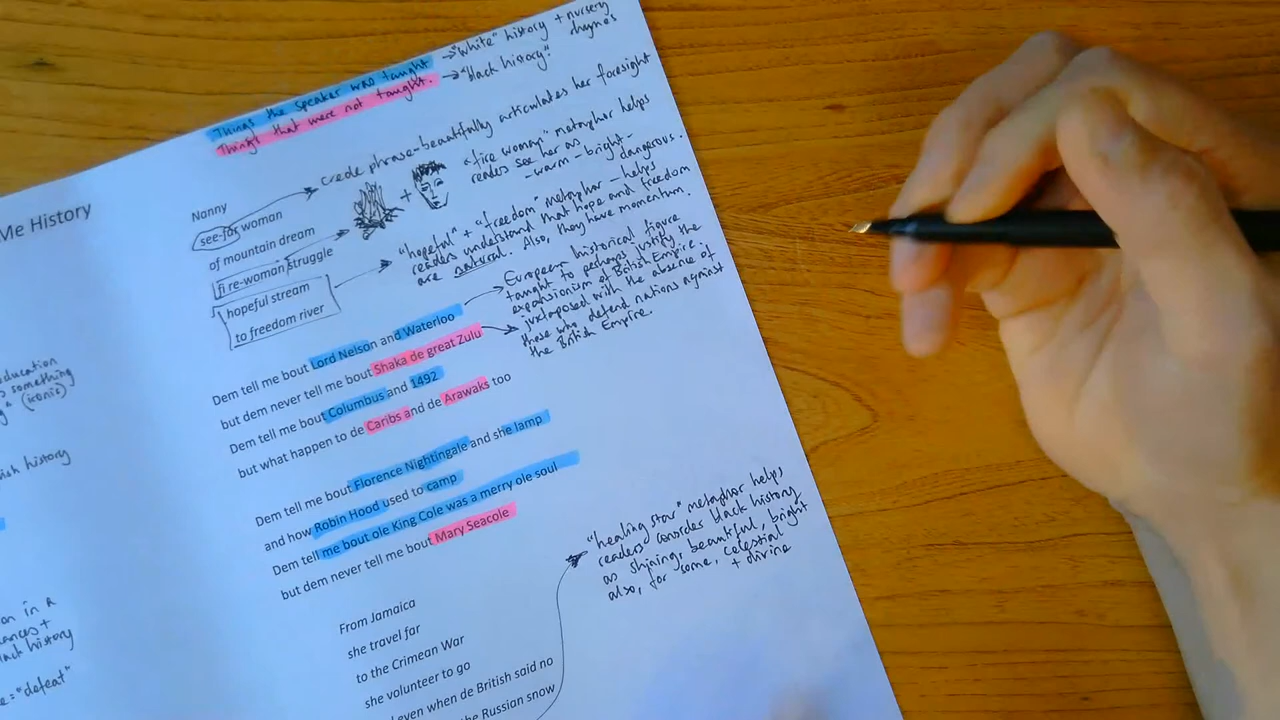 Things the speaker was taught → "white" history + nursery rhymes
Things that were not taught. → "black history".
Me History
Nanny
see-far woman
of mountain dream
fire-woman struggle
hopeful stream
to freedom river
crede phrase - beautifully articulates her foresight
+
"fire woman" metaphor helps
readers see her as
- warm - bright -
dangerous.
"hopeful" + "freedom" metaphor - helps
readers understand that hope and freedom
are natural. Also, they have momentum.
European historical figure
taught to perhaps justify the
expansionism of British Empire.
juxtaposed with the absence of
those who defend nations against
the British Empire.
Dem tell me bout Lord Nelson and Waterloo
but dem never tell me bout Shaka de great Zulu
Dem tell me bout Columbus and 1492
but what happen to de Caribs and de Arawaks too
Dem tell me bout Florence Nightingale and she lamp
and how Robin Hood used to camp
Dem tell me bout ole King Cole was a merry ole soul
but dem never tell me bout Mary Seacole
"healing star" metaphor helps
readers consider black history
as shining, beautiful, bright
also, for some, celestial
+ divine
From Jamaica
she travel far
to the Crimean War
she volunteer to go
even when de British said no
the Russian snow
education
something
(iconic)
history
on in a
history
= "defeat"